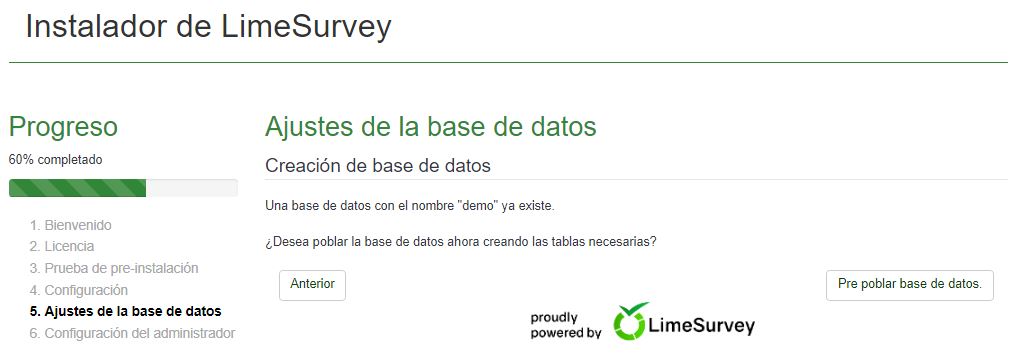 Instalador de LimeSurvey
Progreso
60% completado
1. Bienvenido
2. Licencia
3. Prueba de pre-instalación
4. Configuración
5. Ajustes de la base de datos
6. Configuración del administrador
Ajustes de la base de datos
Creación de base de datos
Una base de datos con el nombre "demo" ya existe.
¿Desea poblar la base de datos ahora creando las tablas necesarias?
Anterior
Pre poblar base de datos.
proudly
powered by
LimeSurvey